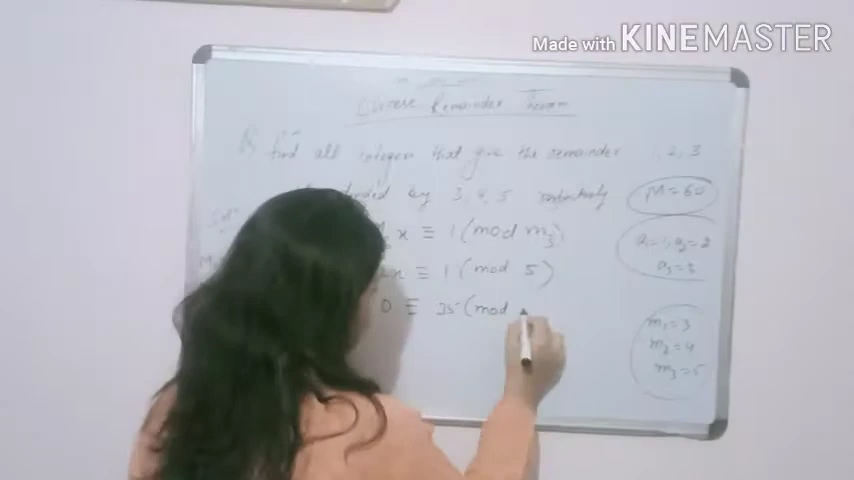 Made with KINEMASTER
Chinese Remainder Theorem
Q find all integers that give the remainder 1, 2, 3
divided by 3, 4, 5 respectively
M = 60
x ≡ 1 (mod m3)
a1 = 1, a2 = 2
a3 = 3
x ≡ 1 (mod 5)
0 ≡ 35 (mod
m1 = 3
m2 = 4
m3 = 5